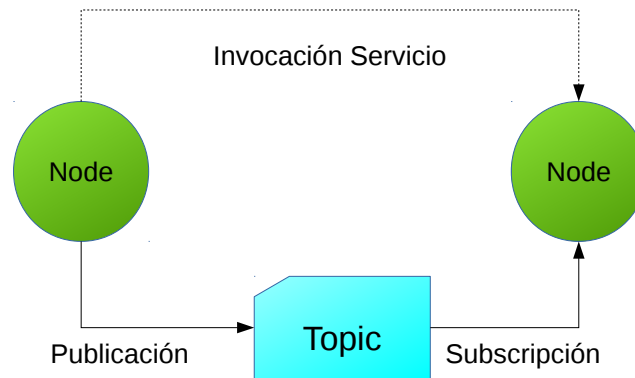 Invocación Servicio
Node
Node
Topic
Publicación
Subscripción